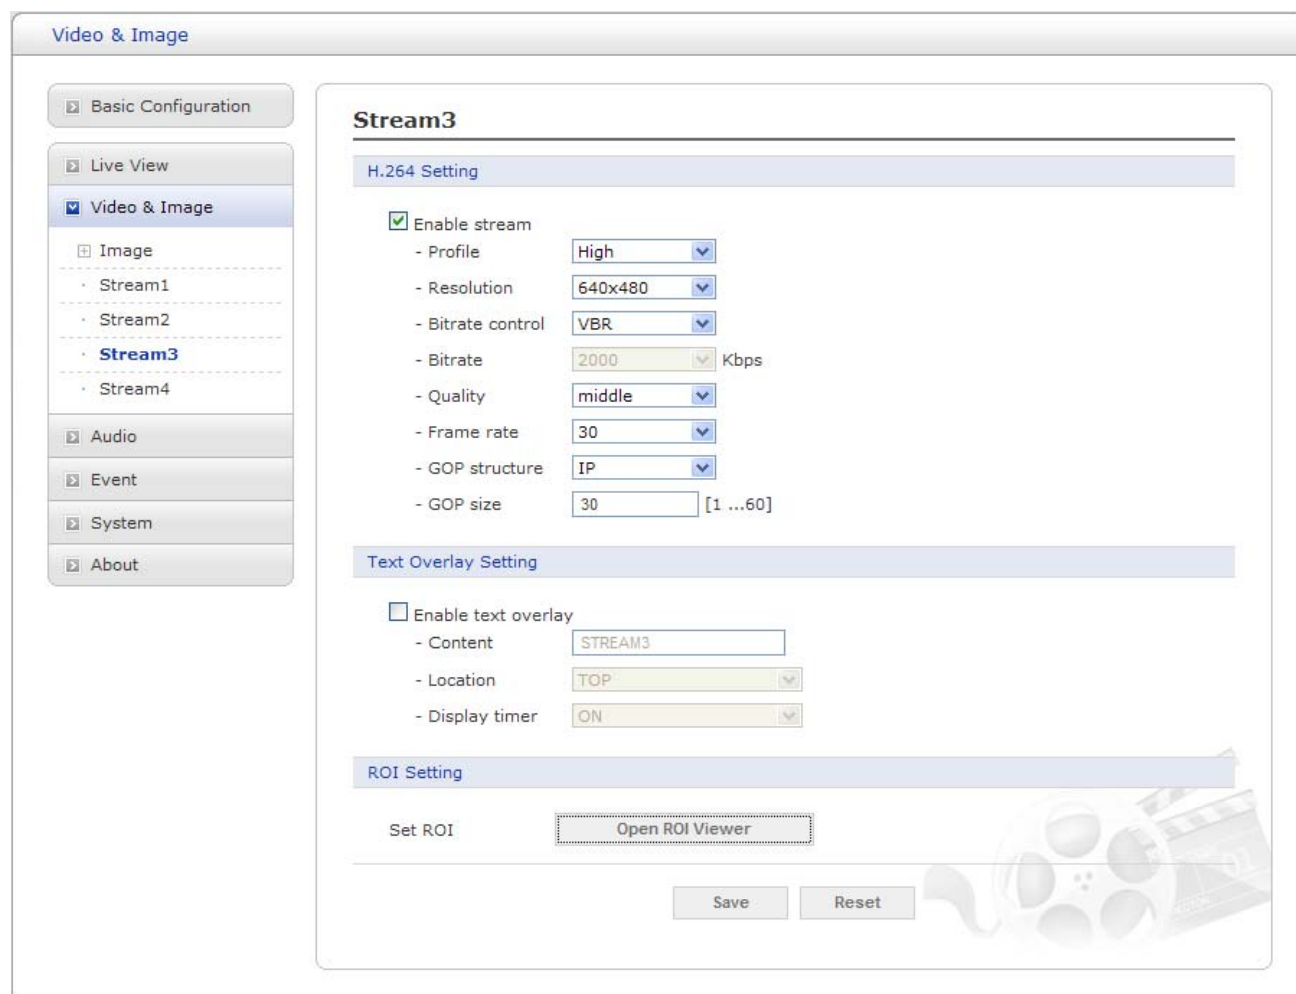 Video & Image
Basic Configuration
Live View
Video & Image
Image
Stream1
Stream2
Stream3
Stream4
Audio
Event
System
About
Stream3
H.264 Setting
Enable stream
- Profile High
- Resolution 640x480
- Bitrate control VBR
- Bitrate 2000 Kbps
- Quality middle
- Frame rate 30
- GOP structure IP
- GOP size 30 [1 ...60]
Text Overlay Setting
Enable text overlay
- Content STREAM3
- Location TOP
- Display timer ON
ROI Setting
Set ROI Open ROI Viewer
01
Save Reset